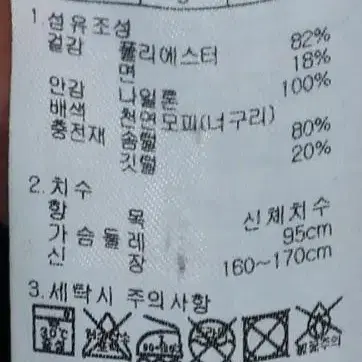 1.섬유조성
겉감 폴리에스터 82%
면 18%
안감 나일론 100%
배색 천연모피(너구리)
충전재 솜털 80%
깃털 20%
2.치수
항 목 신체치수
가슴둘레 95cm
신 장 160~170cm
3.세탁시 주의사항
30℃